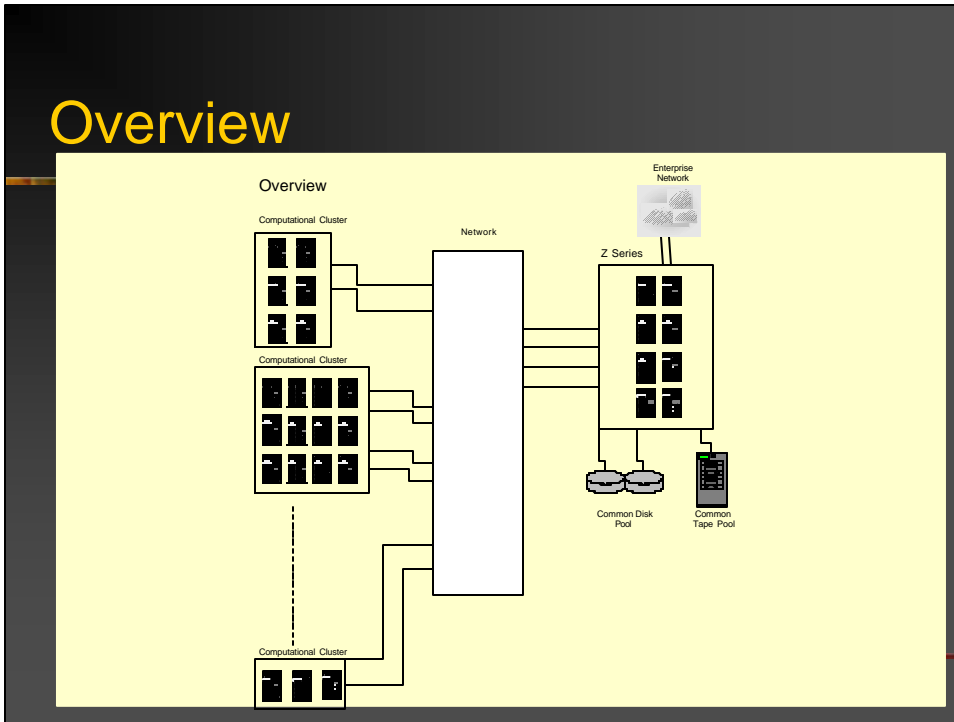 Overview
Overview
Enterprise
Network
Computational Cluster
Network
Z Series
Computational Cluster
Common Disk
Pool
Common
Tape Pool
Computational Cluster